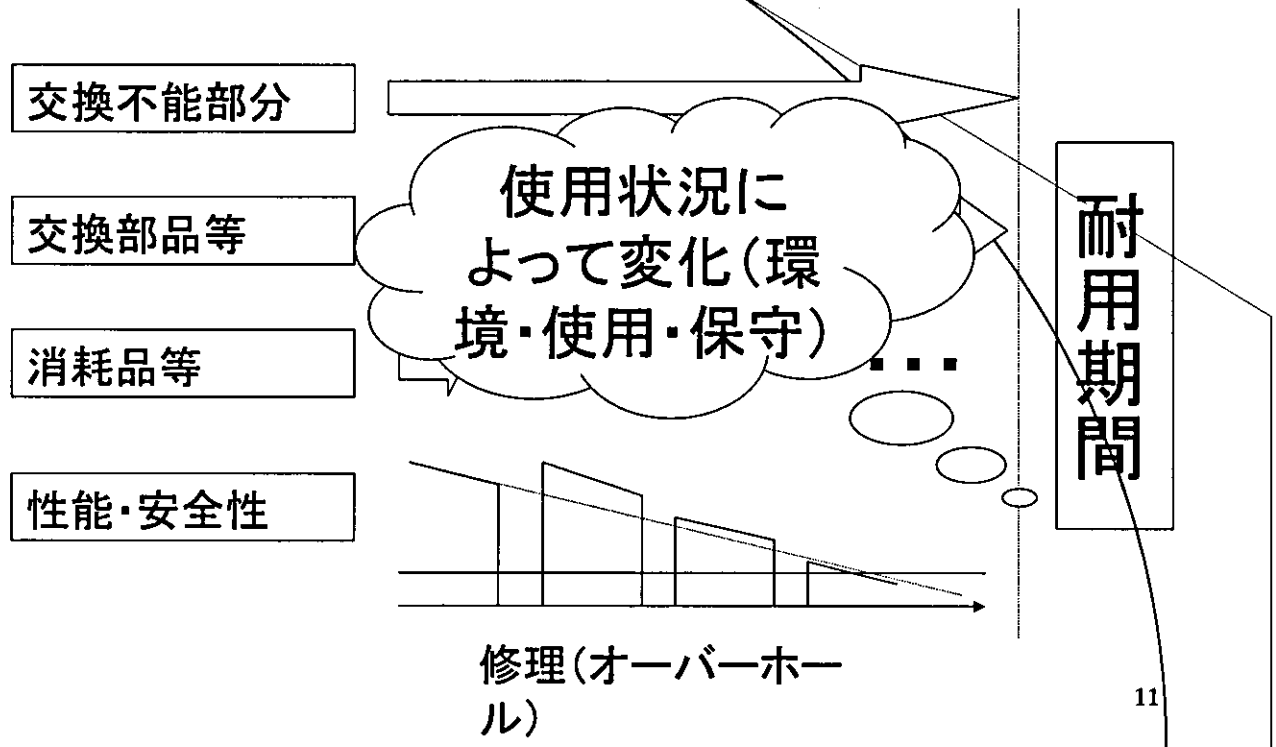 交換不能部分
交換部品等
消耗品等
性能・安全性
使用状況に
よって変化(環
境・使用・保守)
・・・
耐用期間
修理(オーバーホー
ル)
11